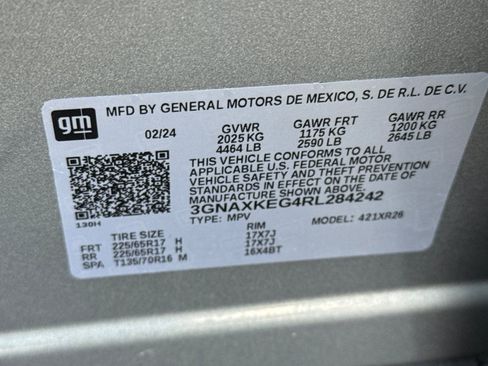 gm
MFD BY GENERAL MOTORS DE MEXICO, S. DE R.L. DE C.V.
02/24 GVWR GAWR FRT GAWR RR
2025 KG 1175 KG 1200 KG
4464 LB 2590 LB 2645 LB
THIS VEHICLE CONFORMS TO ALL
APPLICABLE U.S. FEDERAL MOTOR
VEHICLE SAFETY AND THEFT PREVENTION
STANDARDS IN EFFECT ON THE DATE OF
MANUFACTURE SHOWN ABOVE.
3GNAXKEG4RL284242
130H
TYPE: MPV MODEL: 421XR26
TIRE SIZE RIM
FRT 225/65R17 H 17X7J
RR 225/65R17 H 17X7J
SPA T135/70R16 M 16X4BT